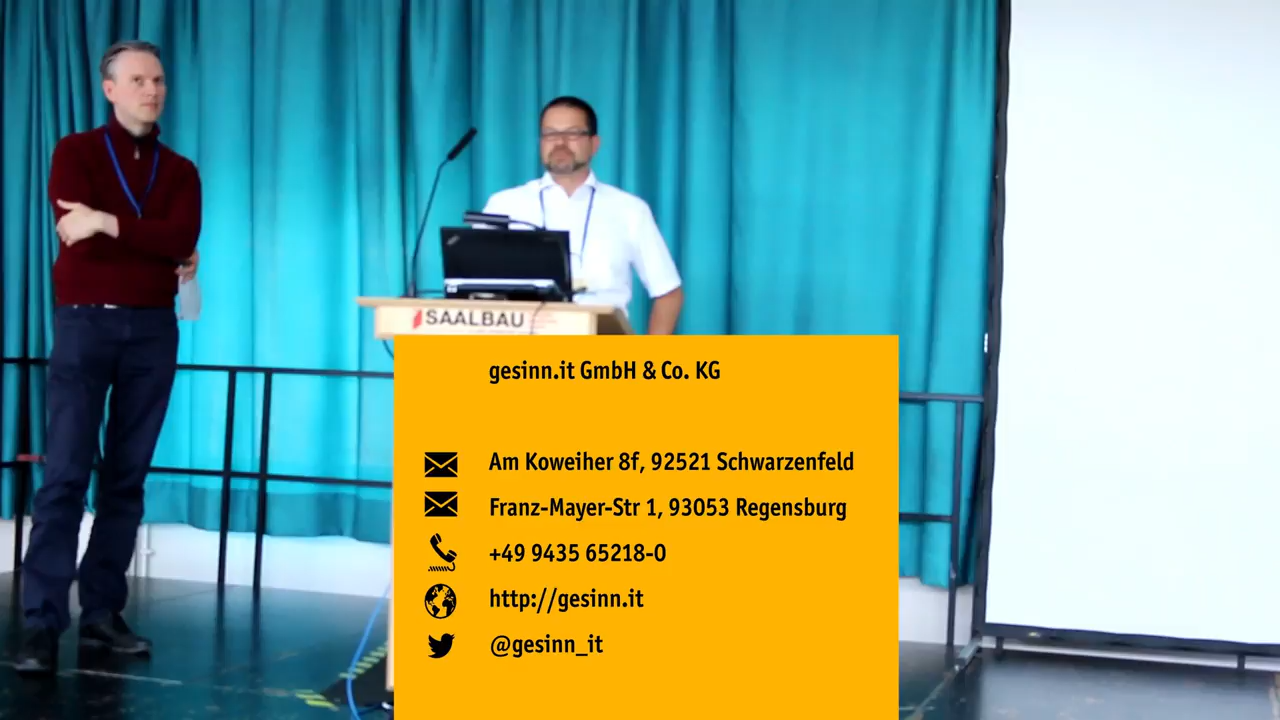 SAALBAU
gesinn.it GmbH & Co. KG
Am Koweiher 8f, 92521 Schwarzenfeld
Franz-Mayer-Str 1, 93053 Regensburg
+49 9435 65218-0
http://gesinn.it
@gesinn_it